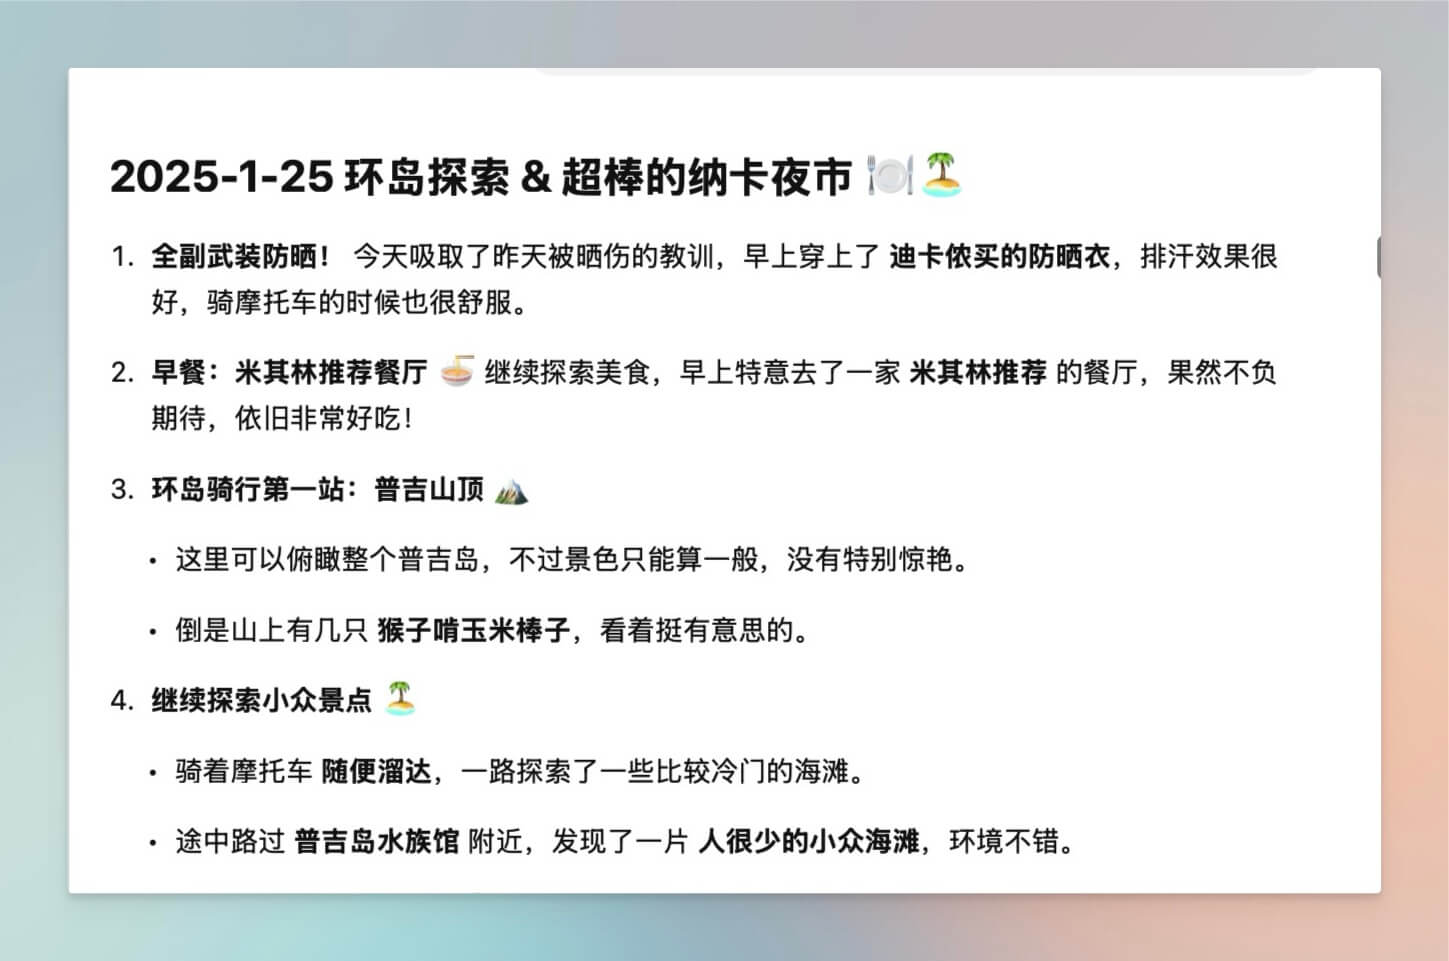 2025-1-25 环岛探索 & 超棒的纳卡夜市 🍽️🏝️
1. 全副武装防晒！ 今天吸取了昨天被晒伤的教训，早上穿上了 迪卡侬买的防晒衣，排汗效果很
好，骑摩托车的时候也很舒服。
2. 早餐：米其林推荐餐厅 🍜 继续探索美食，早上特意去了一家 米其林推荐 的餐厅，果然不负
期待，依旧非常好吃！
3. 环岛骑行第一站：普吉山顶 ⛰️
• 这里可以俯瞰整个普吉岛，不过景色只能算一般，没有特别惊艳。
• 倒是山上有几只 猴子啃玉米棒子，看着挺有意思的。
4. 继续探索小众景点 🏝️
• 骑着摩托车 随便溜达，一路探索了一些比较冷门的海滩。
• 途中路过 普吉岛水族馆 附近，发现了一片 人很少的小众海滩，环境不错。